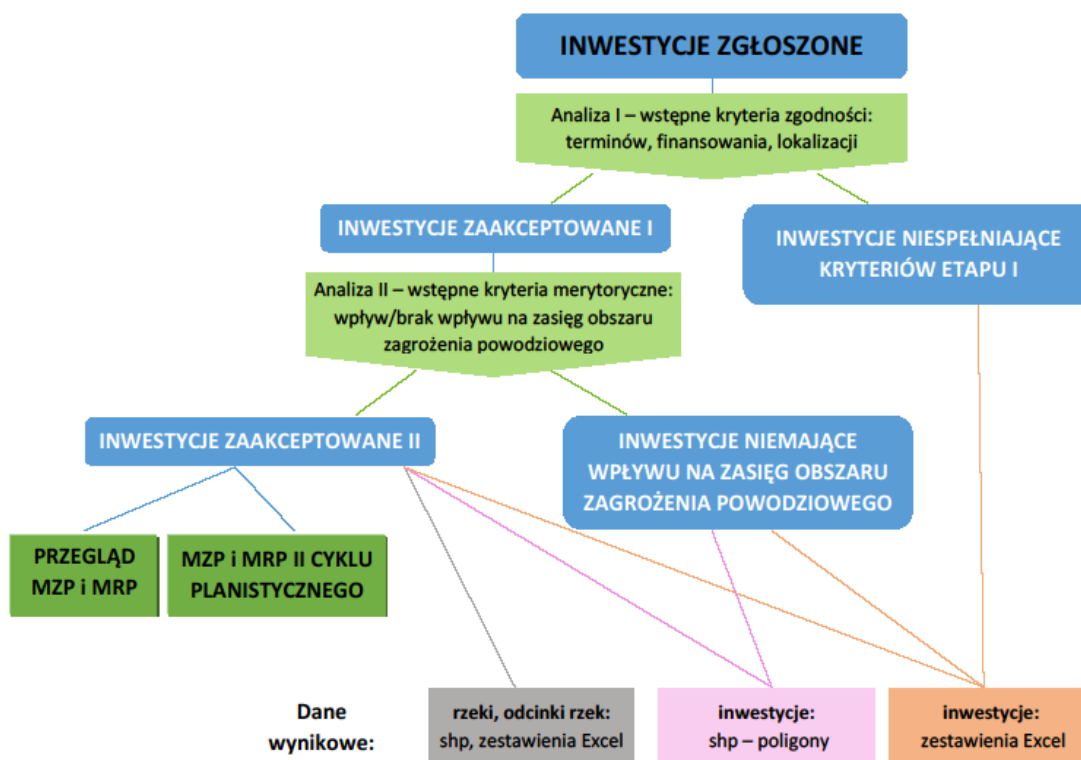 INWESTYCJE ZGŁOSZONE
Analiza I – wstępne kryteria zgodności:
terminów, finansowania, lokalizacji
INWESTYCJE ZAAKCEPTOWANE I
INWESTYCJE NIESPEŁNIAJĄCE
KRYTERIÓW ETAPU I
Analiza II – wstępne kryteria merytoryczne:
wpływ/brak wpływu na zasięg obszaru
zagrożenia powodziowego
INWESTYCJE ZAAKCEPTOWANE II
INWESTYCJE NIEMAJĄCE
WPŁYWU NA ZASIĘG OBSZARU
ZAGROŻENIA POWODZIOWEGO
PRZEGLĄD
MZP i MRP
MZP i MRP II CYKLU
PLANISTYCZNEGO
Dane
wynikowe:
rzeki, odcinki rzek:
shp, zestawienia Excel
inwestycje:
shp – poligony
inwestycje:
zestawienia Excel